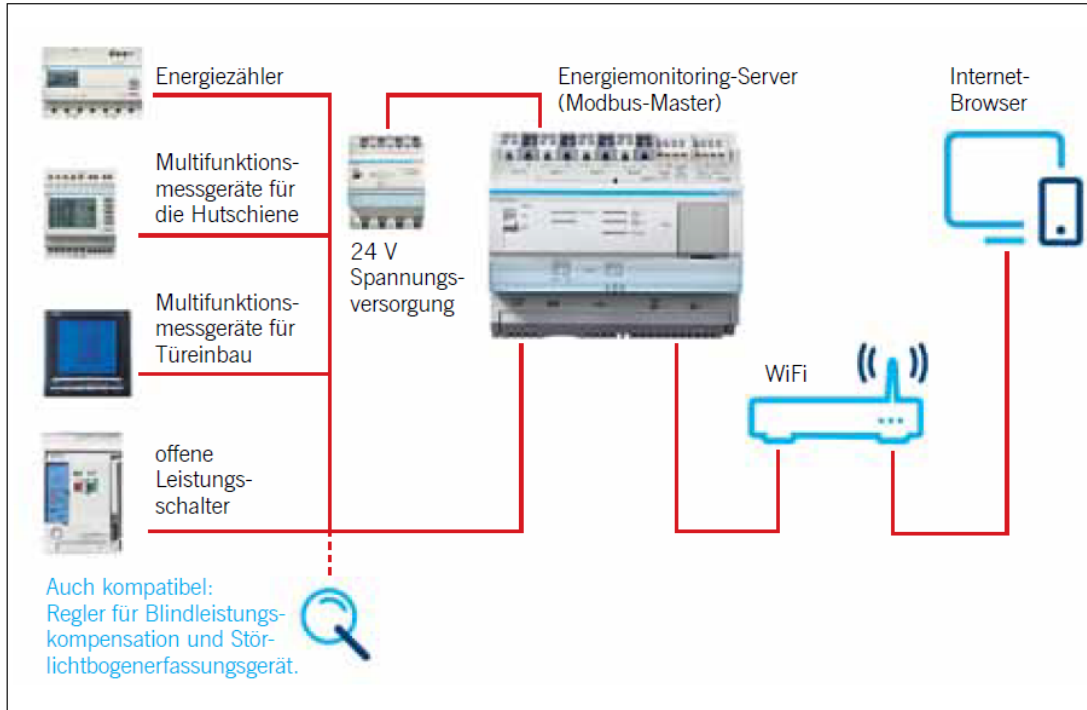 Energiezähler
Multifunktions-
messgeräte für
die Hutschiene
Multifunktions-
messgeräte für
Türeinbau
offene
Leistungs-
schalter
Auch kompatibel:
Regler für Blindleistungs-
kompensation und Stör-
lichtbogenerfassungsgerät.
24 V
Spannungs-
versorgung
Energiemonitoring-Server
(Modbus-Master)
WiFi
Internet-
Browser